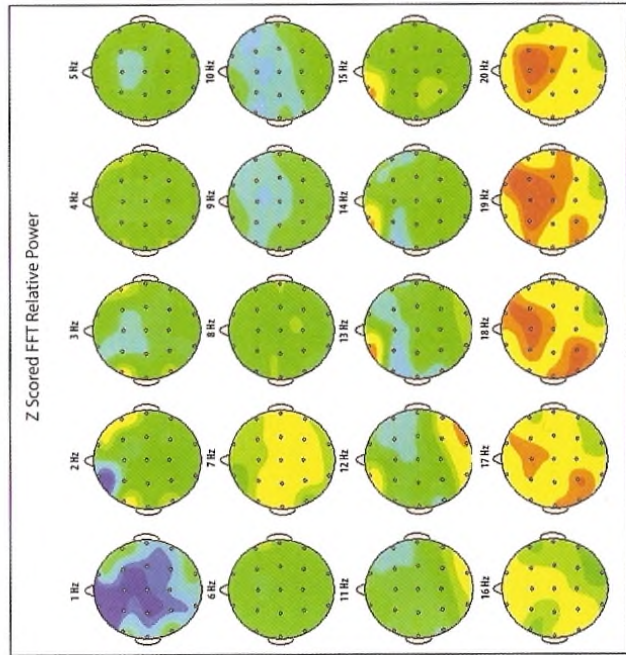 Z Scored FFT Relative Power
1 Hz
2 Hz
3 Hz
4 Hz
5 Hz
6 Hz
7 Hz
8 Hz
9 Hz
10 Hz
11 Hz
12 Hz
13 Hz
14 Hz
15 Hz
16 Hz
17 Hz
18 Hz
19 Hz
20 Hz